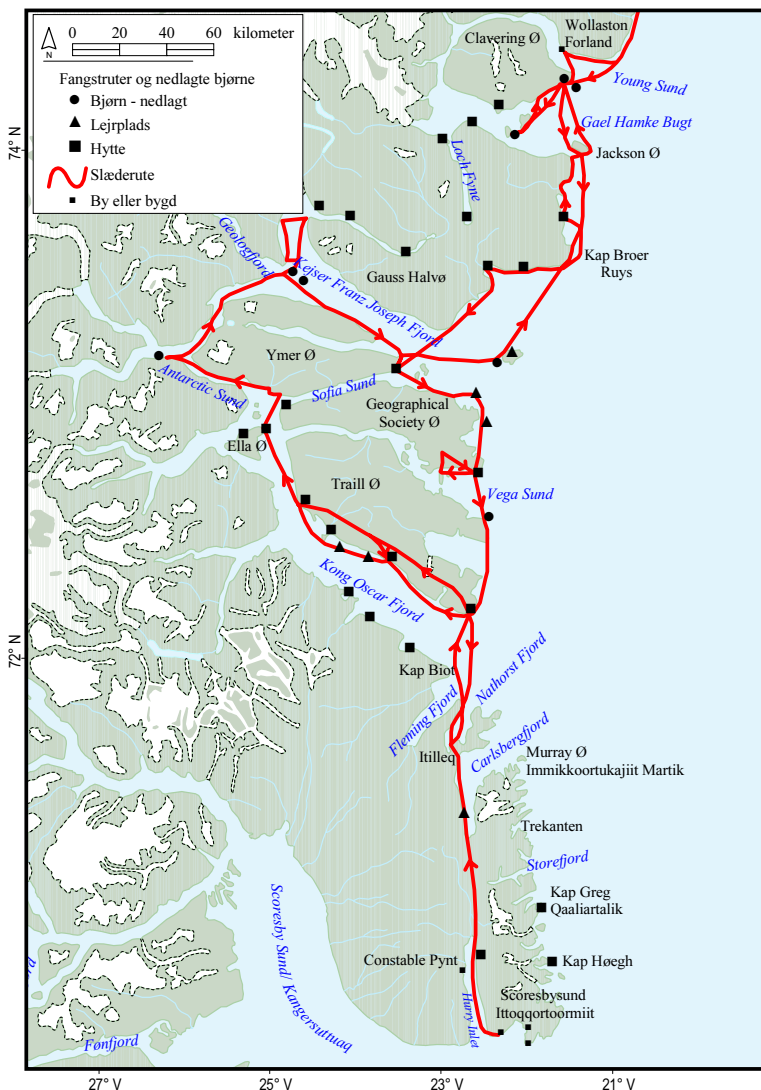 0 20 40 60 kilometer
N
Fangstruter og nedlagte bjørne
Bjørn - nedlagt
Lejrplads
Hytte
Slæderute
By eller bygd
Wollaston
Forland
Clavering Ø
Young Sund
Gael Hamke Bugt
74° N
Jackson Ø
Loch Fyne
Geologfjord
Kejser Franz Joseph Fjord
Gauss Halvø
Kap Broer
Ruys
Ymer Ø
Antarctic Sund
Sofia Sund
Geographical
Society Ø
Ella Ø
Traill Ø
Vega Sund
Kong Oscar Fjord
72° N
Kap Biot
Nathorst Fjord
Fleming Fjord
Carlsbergfjord
Itilleq
Murray Ø
Immikkoortukajiit Martik
Trekanten
Storefjord
Kap Greg
Qaaliartalik
Scoresby Sund/ Kangersuttuaq
Constable Pynt
Kap Høegh
Scoresbysund
Ittoqqortoormiit
Hurry Inlet
ord
Fønfjord
27° V 25° V 23° V 21° V